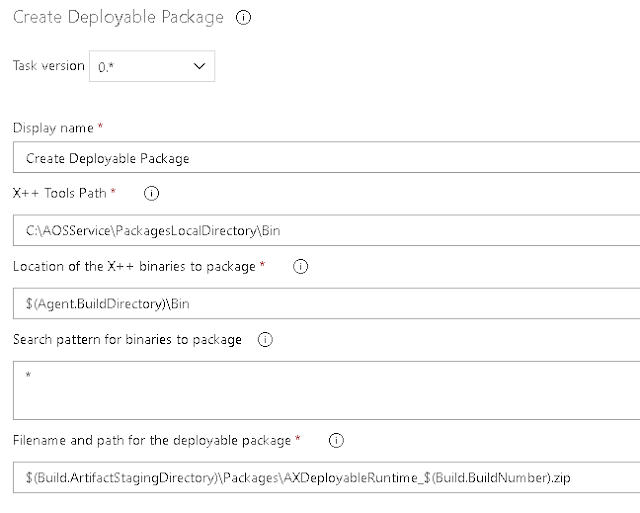 Create Deployable Package
Task version 0.*
Display name *
Create Deployable Package
X++ Tools Path *
C:\AOSService\PackagesLocalDirectory\Bin
Location of the X++ binaries to package *
$(Agent.BuildDirectory)\Bin
Search pattern for binaries to package
*
Filename and path for the deployable package *
$(Build.ArtifactStagingDirectory)\Packages\AXDeployableRuntime_$(Build.BuildNumber).zip